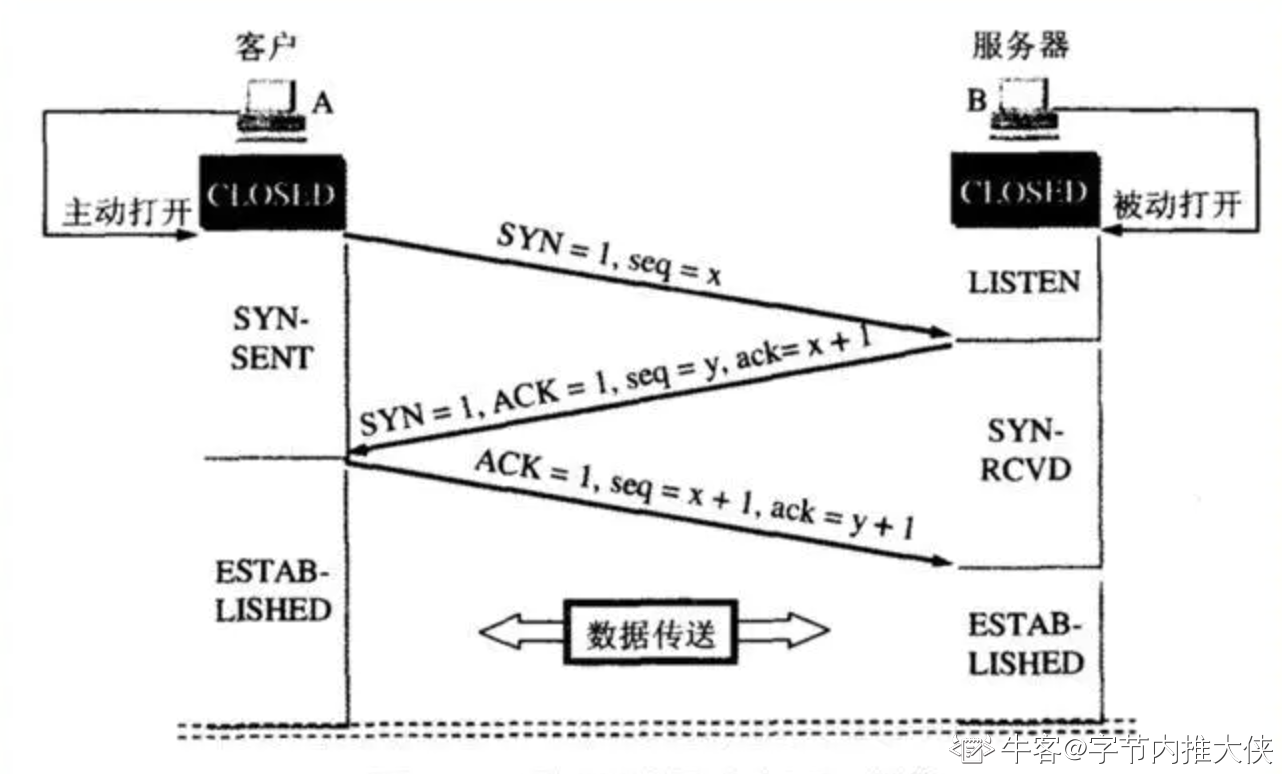 客户
服务器
A
B
CLOSED
CLOSED
主动打开
被动打开
SYN = 1, seq = x
LISTEN
SYN-
SENT
SYN = 1, ACK = 1, seq = y, ack= x + 1
SYN-
RCVD
ACK = 1, seq = x + 1, ack = y + 1
ESTAB-
LISHED
数据传送
ESTAB-
LISHED
牛客@字节内推大侠